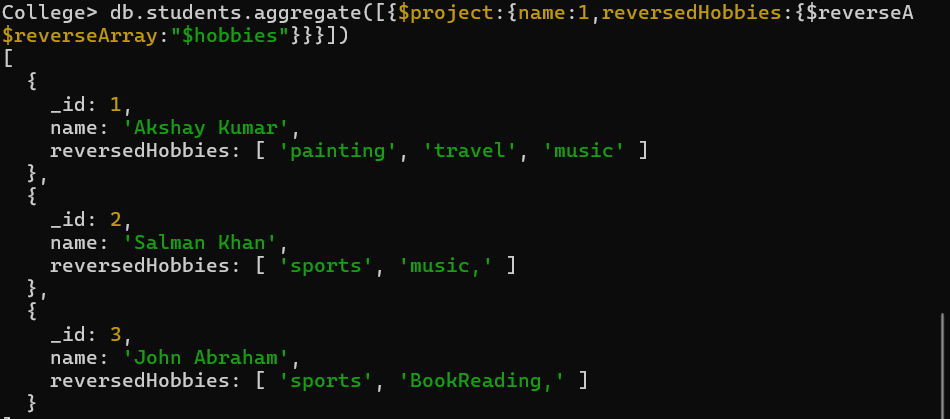 College> db.students.aggregate([{$project:{name:1,reversedHobbies:{$reverseA
$reverseArray:"$hobbies"}}}])
[
  {
    _id: 1,
    name: 'Akshay Kumar',
    reversedHobbies: [ 'painting', 'travel', 'music' ]
  },
  {
    _id: 2,
    name: 'Salman Khan',
    reversedHobbies: [ 'sports', 'music,' ]
  },
  {
    _id: 3,
    name: 'John Abraham',
    reversedHobbies: [ 'sports', 'BookReading,' ]
  }